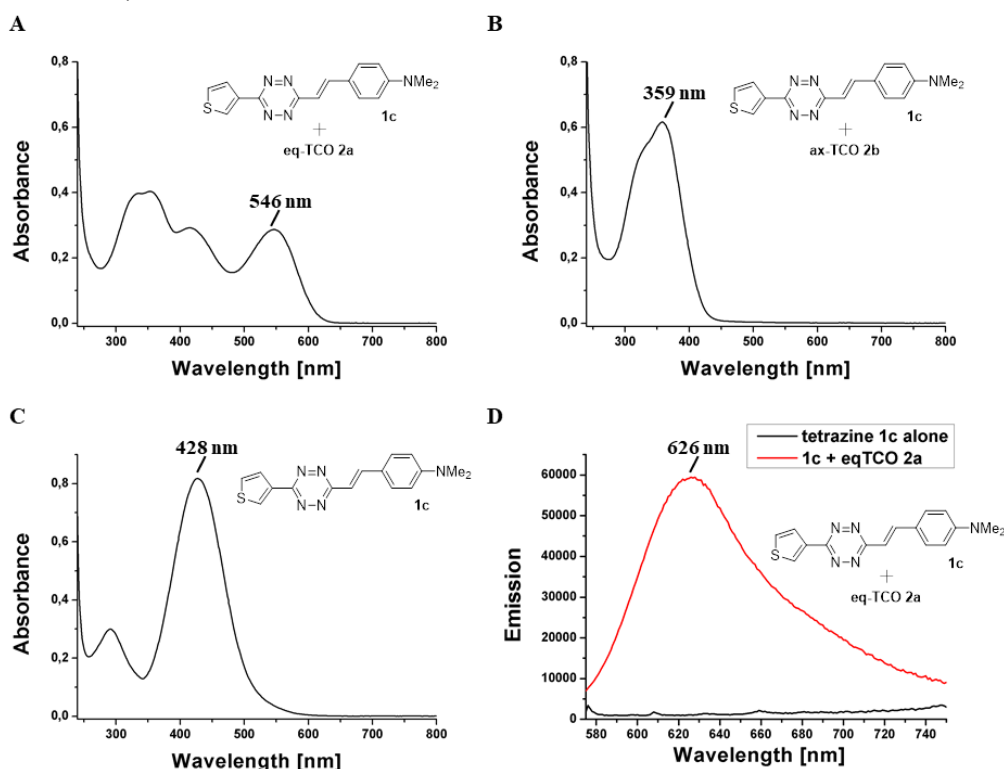 A
0,8
0,6
0,4
0,2
0,0
Absorbance
N N
N N
S
NMe2
1c
+
eq-TCO 2a
546 nm
300 400 500 600 700 800
Wavelength [nm]
B
0,8
0,6
0,4
0,2
0,0
Absorbance
359 nm
N N
N N
S
NMe2
1c
+
ax-TCO 2b
300 400 500 600 700 800
Wavelength [nm]
C
0,8
0,6
0,4
0,2
0,0
Absorbance
428 nm
N N
N N
S
NMe2
1c
300 400 500 600 700 800
Wavelength [nm]
D
60000
50000
40000
30000
20000
10000
0
Emission
tetrazine 1c alone
1c + eqTCO 2a
626 nm
N N
N N
S
NMe2
1c
+
eq-TCO 2a
580 600 620 640 660 680 700 720 740
Wavelength [nm]